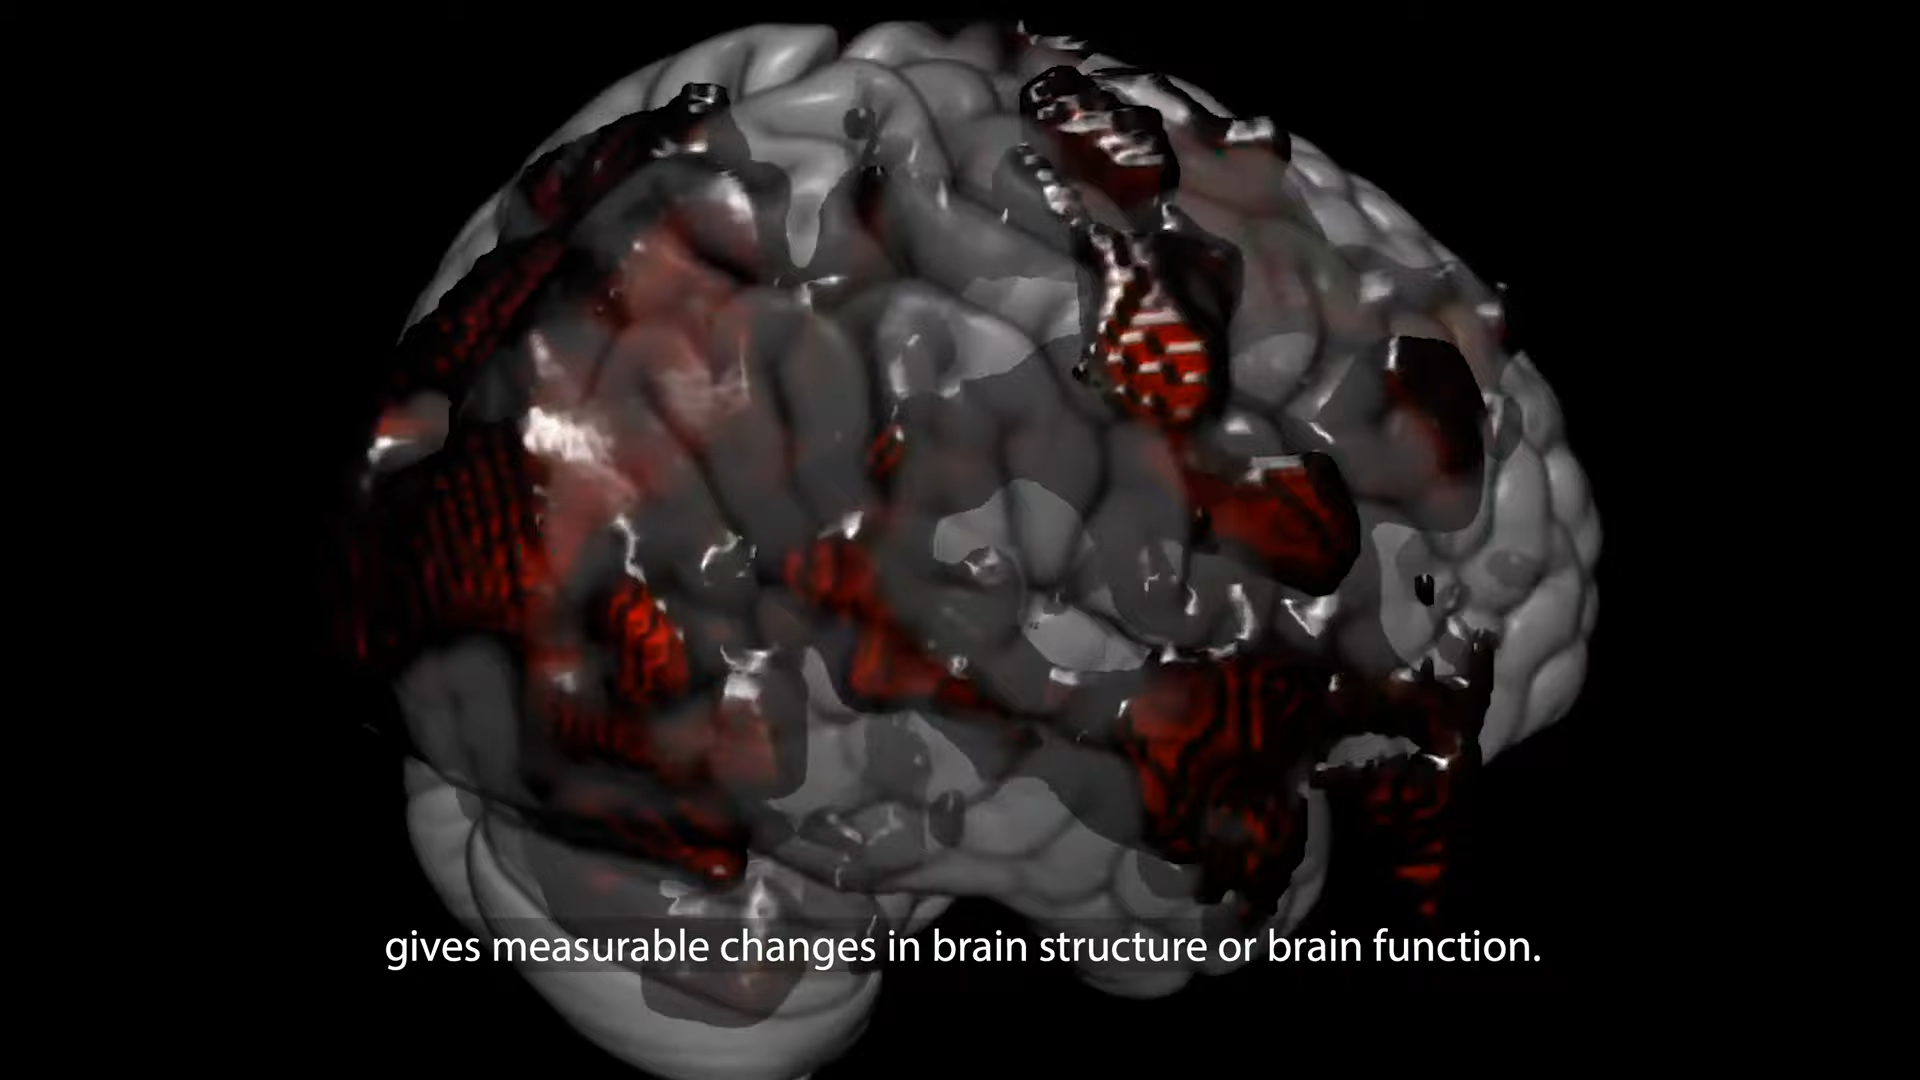 gives measurable changes in brain structure or brain function.